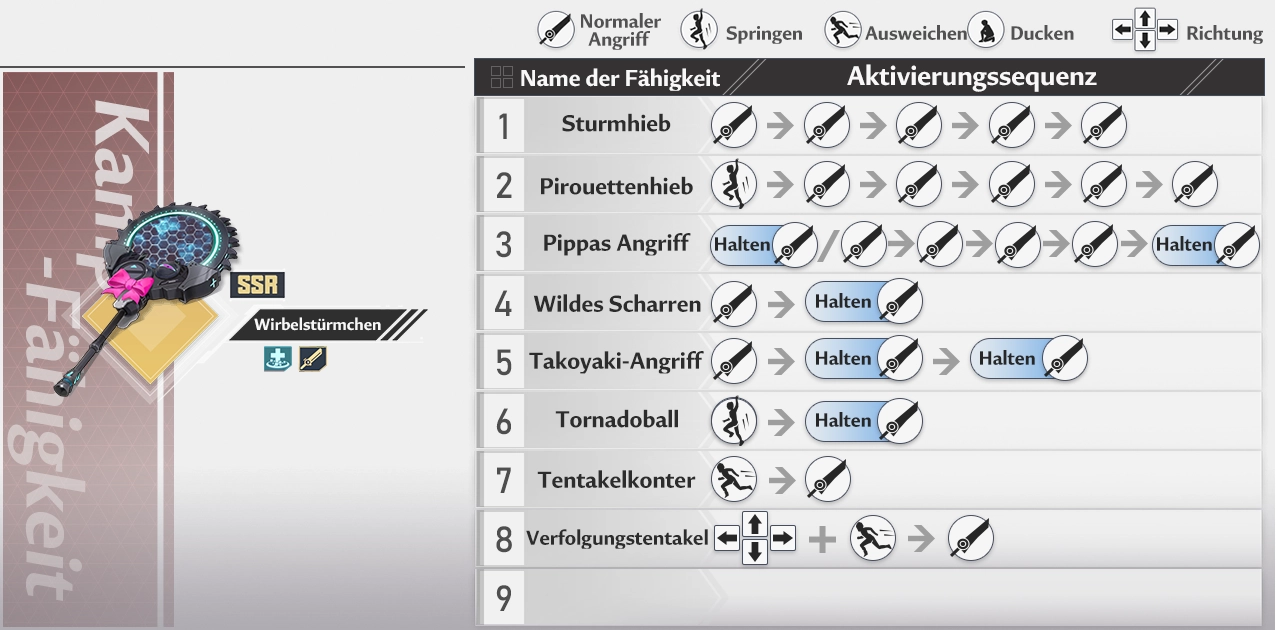 Normaler
Angriff
Springen
Ausweichen
Ducken
Richtung
Name der Fähigkeit
Aktivierungssequenz
Kampf
-Fähigkeit
SSR
Wirbelstürmchen
1 Sturmhieb
2 Pirouettenhieb
3 Pippas Angriff Halten / Halten
4 Wildes Scharren Halten
5 Takoyaki-Angriff Halten Halten
6 Tornadoball Halten
7 Tentakelkonter
8 Verfolgungstentakel +
9